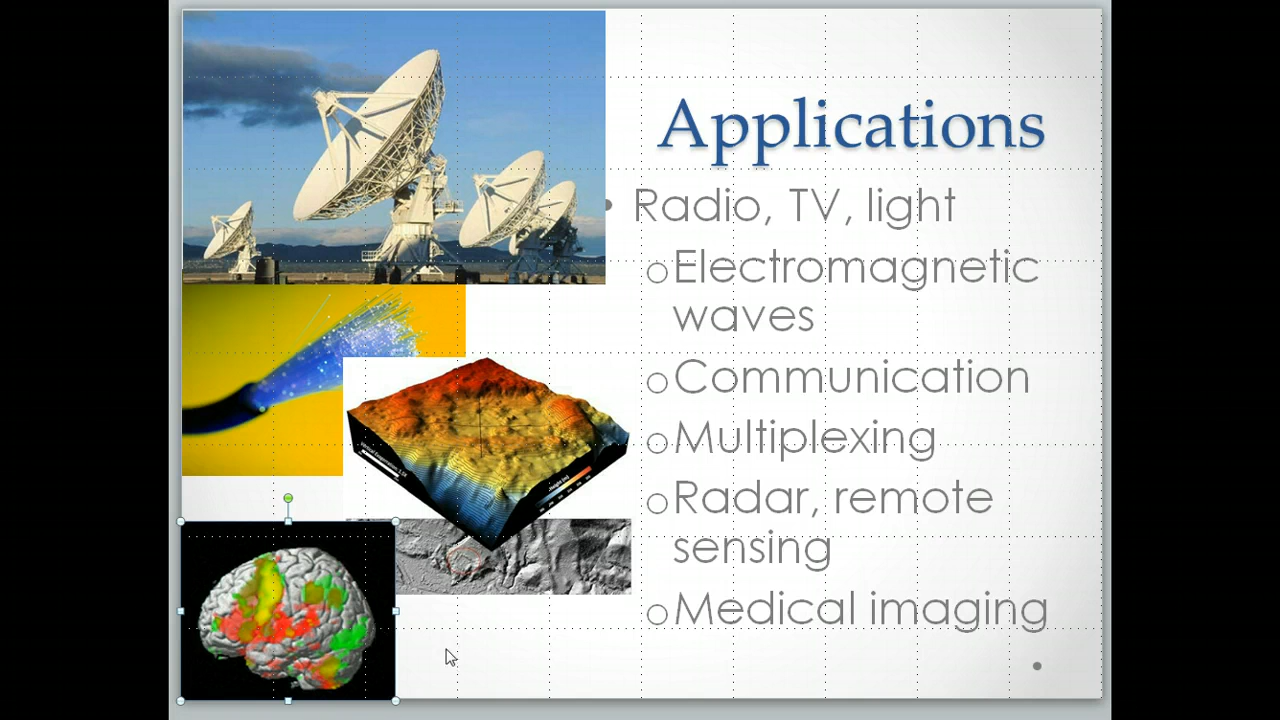 Applications
• Radio, TV, light
○ Electromagnetic
waves
○ Communication
○ Multiplexing
○ Radar, remote
sensing
○ Medical imaging